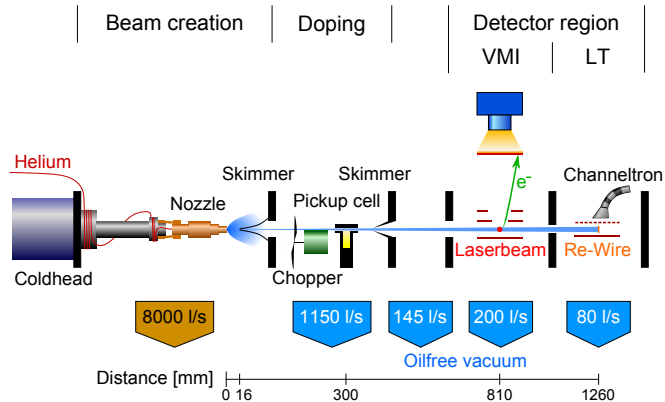 Beam creation Doping Detector region
VMI LT
Helium
Skimmer Skimmer Channeltron
Nozzle Pickup cell
e-
Laserbeam Re-Wire
Coldhead Chopper
8000 l/s 1150 l/s 145 l/s 200 l/s 80 l/s
Oilfree vacuum
Distance [mm]
0 16 300 810 1260